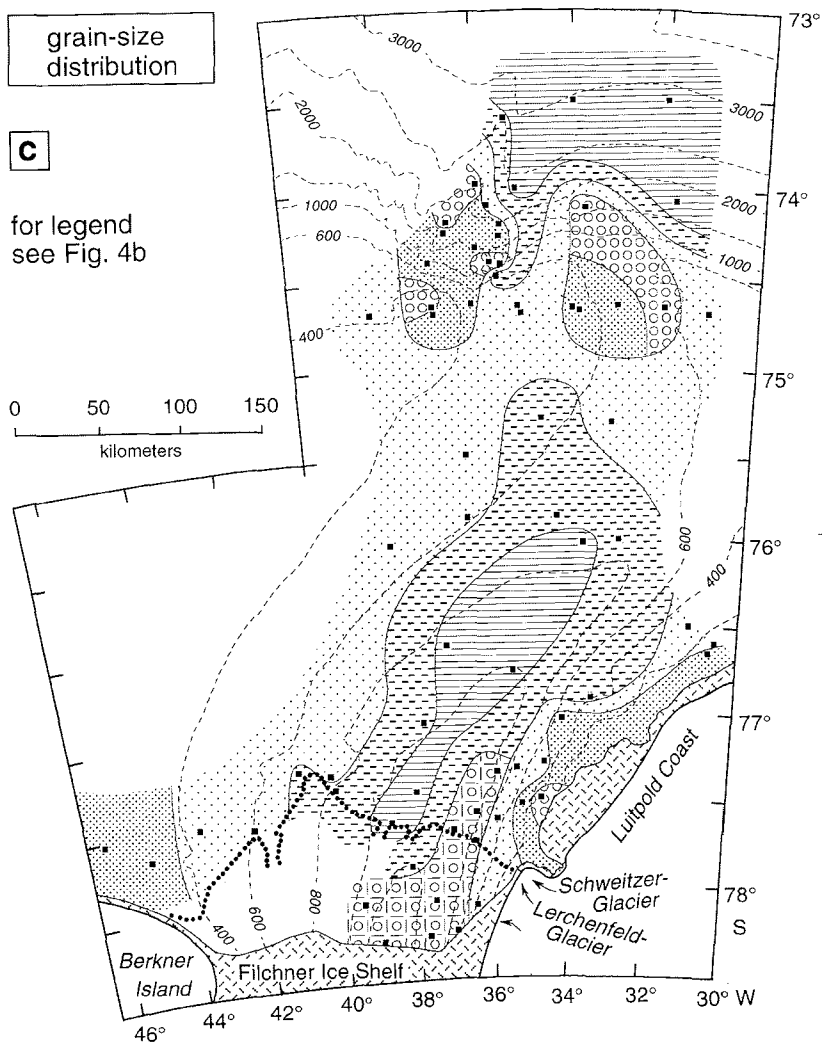 grain-size
distribution
C
for legend
see Fig. 4b
0 50 100 150
kilometers
73°
3000
3000
2000
74°
1000
2000
600
1000
400
75°
76°
600
400
77°
Luitpold Coast
78°
S
Schweitzer-
Glacier
Lerchenfeld-
Glacier
400
600
800
Berkner
Island
Filchner Ice Shelf
46° 44° 42° 40° 38° 36° 34° 32° 30° W